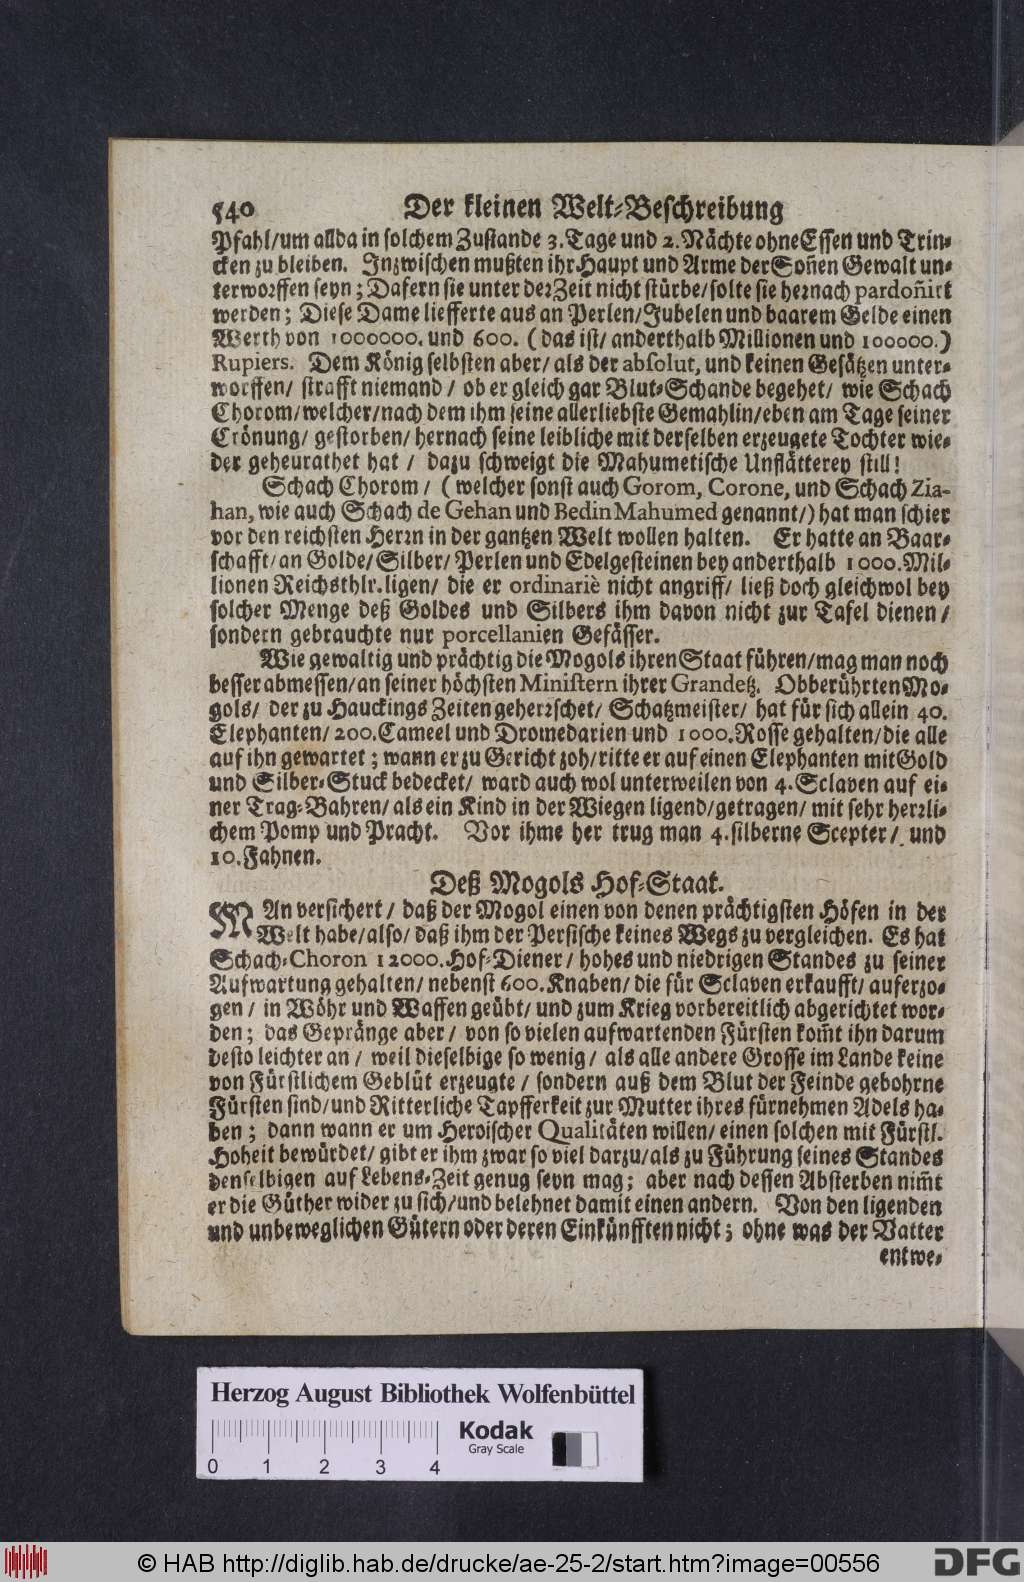 540 Der kleinen Welt-Beschreibung
Pfahl/um allda in solchem Zustande 3. Tage und 2. Nächte ohne Essen und Trin-
cken zu bleiben. Inzwischen mußten ihr Haupt und Arme der Soñen Gewalt un-
terworffen seyn; Dafern sie unter der Zeit nicht stürbe/solte sie hernach pardoñirt
werden; Diese Dame liefferte aus an Perlen/Jubelen und baarem Gelde einen
Werth von 1000000. und 600. (das ist/ anderthalb Millionen und 100000.)
Rupiers. Dem König selbsten aber/ als der absolut, und keinen Gesätzen unter-
worffen/ strafft niemand/ ob er gleich gar Blut-Schande begehet/ wie Schach
Chorom/welcher/nach dem ihm seine allerliebste Gemahlin/eben am Tage seiner
Crönung/ gestorben/ hernach seine leibliche mit derselben erzeugete Tochter wie-
der geheurathet hat/ dazu schweigt die Mahumetische Unflätterey still!
Schach Chorom/ (welcher sonst auch Gorom, Corone, und Schach Zia-
han, wie auch Schach de Gehan und Bedin Mahumed genannt/) hat man schier
vor den reichsten Herrn in der gantzen Welt wollen halten. Er hatte an Baar-
schafft/an Golde/Silber/Perlen und Edelgesteinen bey anderthalb 1000. Mil-
lionen Reichsthlr. ligen/ die er ordinariè nicht angriff/ ließ doch gleichwol bey
solcher Menge deß Goldes und Silbers ihm davon nicht zur Tafel dienen/
sondern gebrauchte nur porcellanien Gefässer.
Wie gewaltig und prächtig die Mogols ihren Staat führen/mag man noch
besser abmessen/an seiner höchsten Ministern ihrer Grandetz. Obberührten Mo-
gols/ der zu Hauckings Zeiten geherrschet/ Schatzmeister/ hat für sich allein 40.
Elephanten/200. Cameel und Dromedarien und 1000. Rosse gehalten/die alle
auf ihn gewartet; wann er zu Gericht zoh/ritte er auf einen Elephanten mit Gold
und Silber-Stuck bedecket/ ward auch wol unterweilen von 4. Sclaven auf ei-
ner Trag-Bahren/als ein Kind in der Wiegen ligend/getragen/ mit sehr herrli-
chem Pomp und Pracht. Vor ihme her trug man 4. silberne Scepter/ und
10. Fahnen.
Deß Mogols Hof-Staat.
MAn versichert/ daß der Mogol einen von denen prächtigsten Höfen in der
Welt habe/also/ daß ihm der Persische keines Wegs zu vergleichen. Es hat
Schach-Choron 12000. Hof-Diener/ hohes und niedrigen Standes zu seiner
Aufwartung gehalten/nebenst 600. Knaben/die für Sclaven erkaufft/auferzo-
gen/ in Wöhr und Waffen geübt/ und zum Krieg vorbereitlich abgerichtet wor-
den; das Gepränge aber/ von so vielen aufwartenden Fürsten kom̃t ihn darum
desto leichter an/ weil dieselbige so wenig/ als alle andere Grosse im Lande keine
von Fürstlichem Geblüt erzeugte/ sondern auß dem Blut der Feinde gebohrne
Fürsten sind/und Ritterliche Tapfferkeit zur Mutter ihres fürnehmen Adels ha-
ben; dann wann er um Heroischer Qualitäten willen/ einen solchen mit Fürstl.
Hoheit bewürdet/ gibt er ihm zwar so viel darzu/als zu Führung seines Standes
denselbigen auf Lebens-Zeit genug seyn mag; aber nach dessen Absterben nim̃t
er die Güther wider zu sich/und belehnet damit einen andern. Von den ligenden
und unbeweglichen Gütern oder deren Einkünfften nicht; ohne was der Vatter
entwe-
Herzog August Bibliothek Wolfenbüttel
Kodak
Gray Scale
0 1 2 3 4
© HAB http://diglib.hab.de/drucke/ae-25-2/start.htm?image=00556
DFG